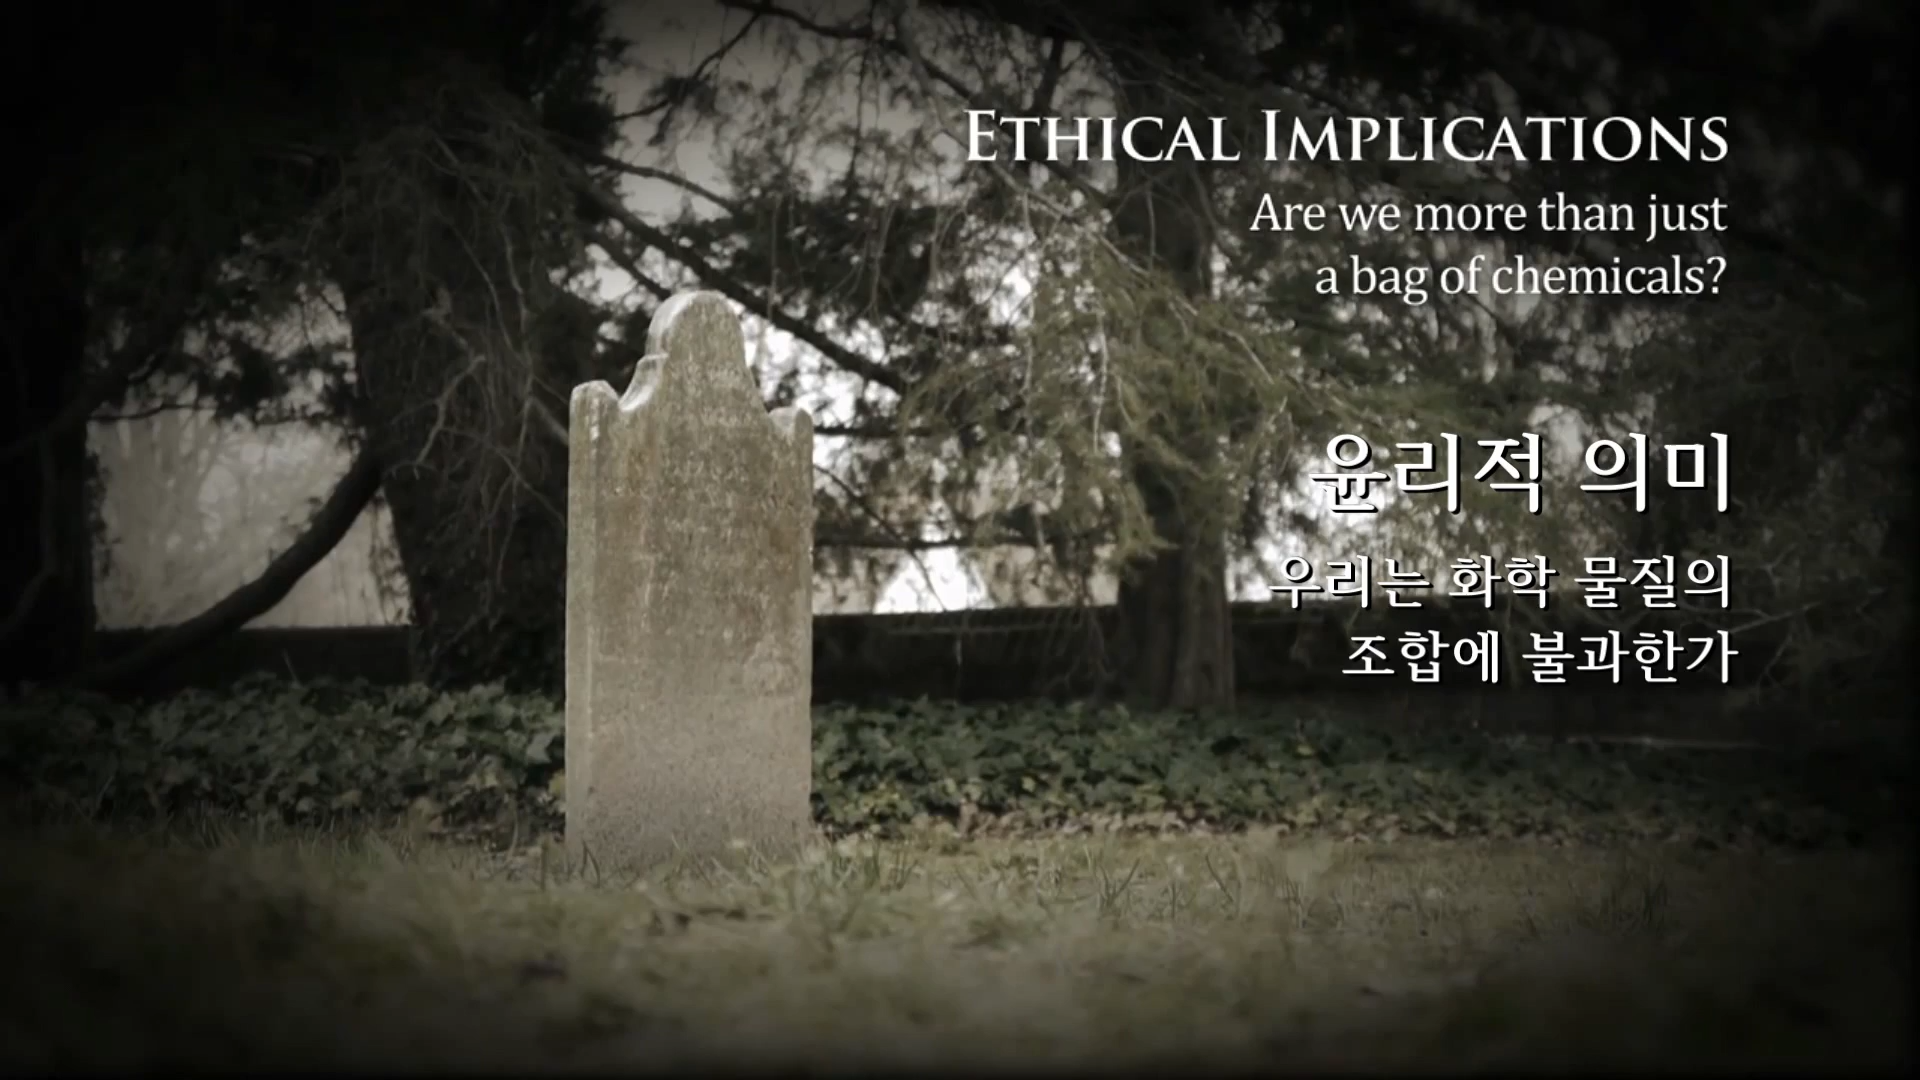 ETHICAL IMPLICATIONS
Are we more than just
a bag of chemicals?
윤리적 의미
우리는 화학 물질의
조합에 불과한가